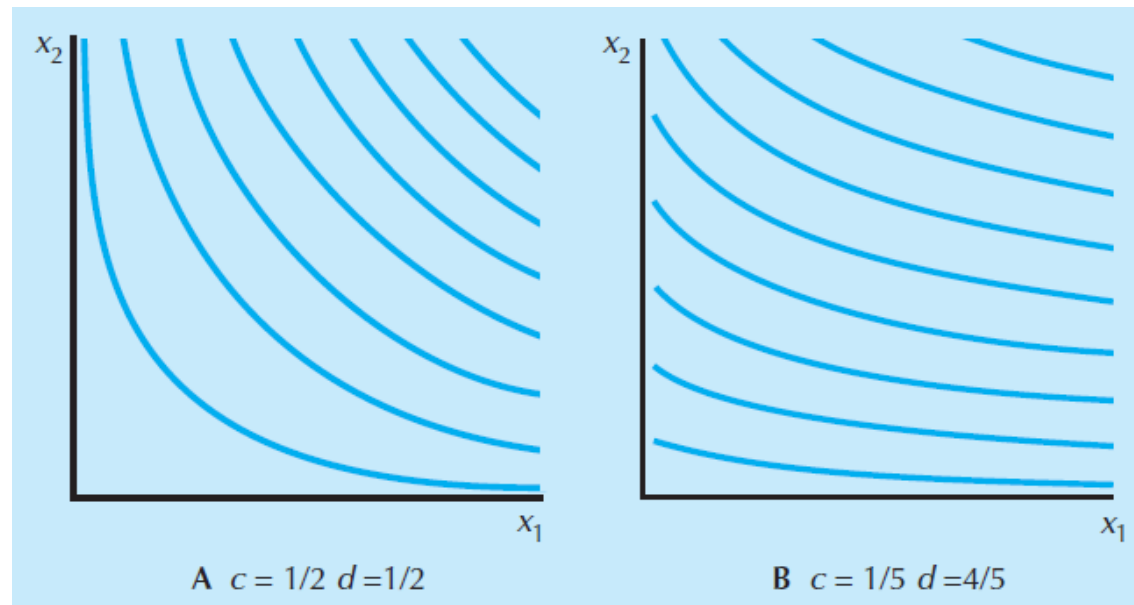 x2
x1
A c = 1/2 d =1/2
x2
x1
B c = 1/5 d =4/5